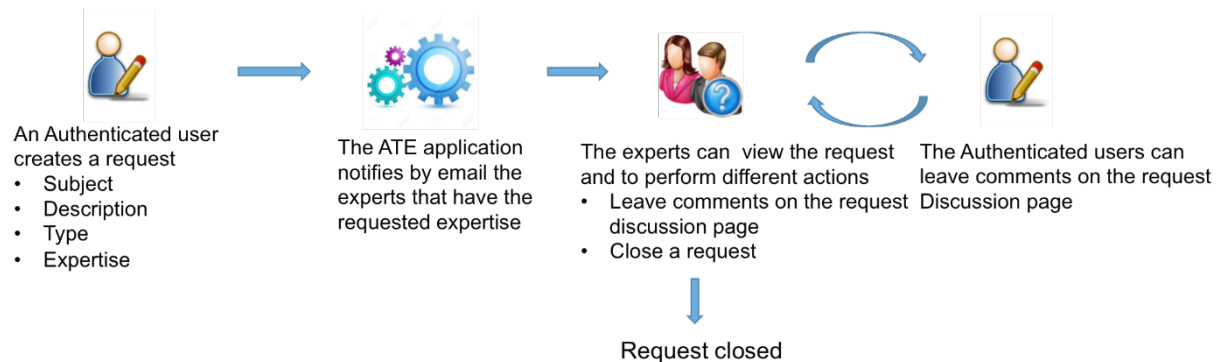 An Authenticated user
creates a request
• Subject
• Description
• Type
• Expertise
The ATE application
notifies by email the
experts that have the
requested expertise
The experts can view the request
and to perform different actions
• Leave comments on the request
discussion page
• Close a request
The Authenticated users can
leave comments on the request
Discussion page
?
Request closed